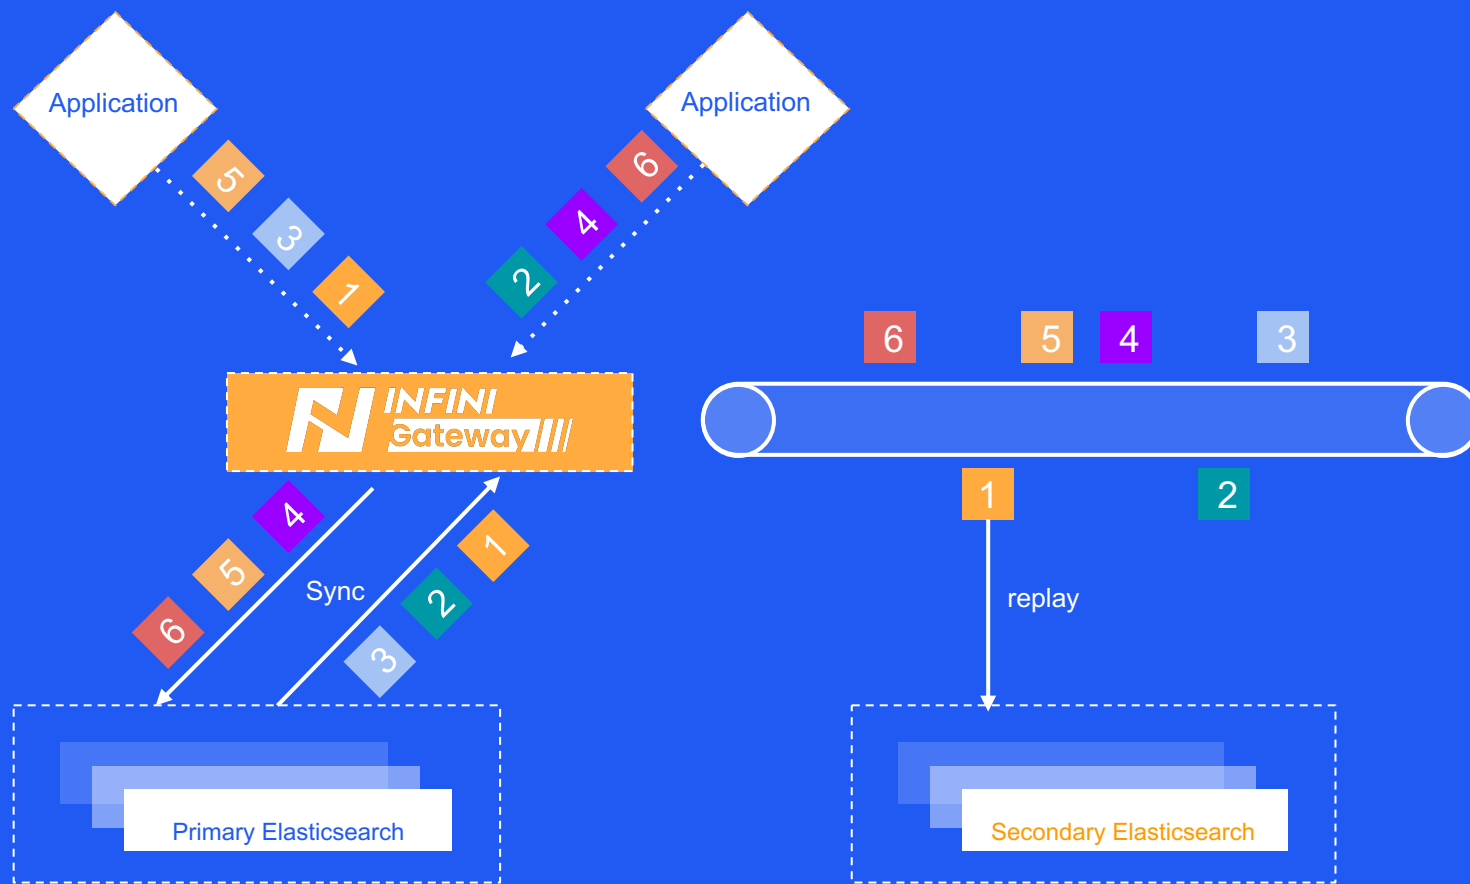 Application
Application
5
6
3
4
1
2
INFINI
Gateway
6
5
4
3
1
2
4
5
6
Sync
1
2
3
replay
Primary Elasticsearch
Secondary Elasticsearch